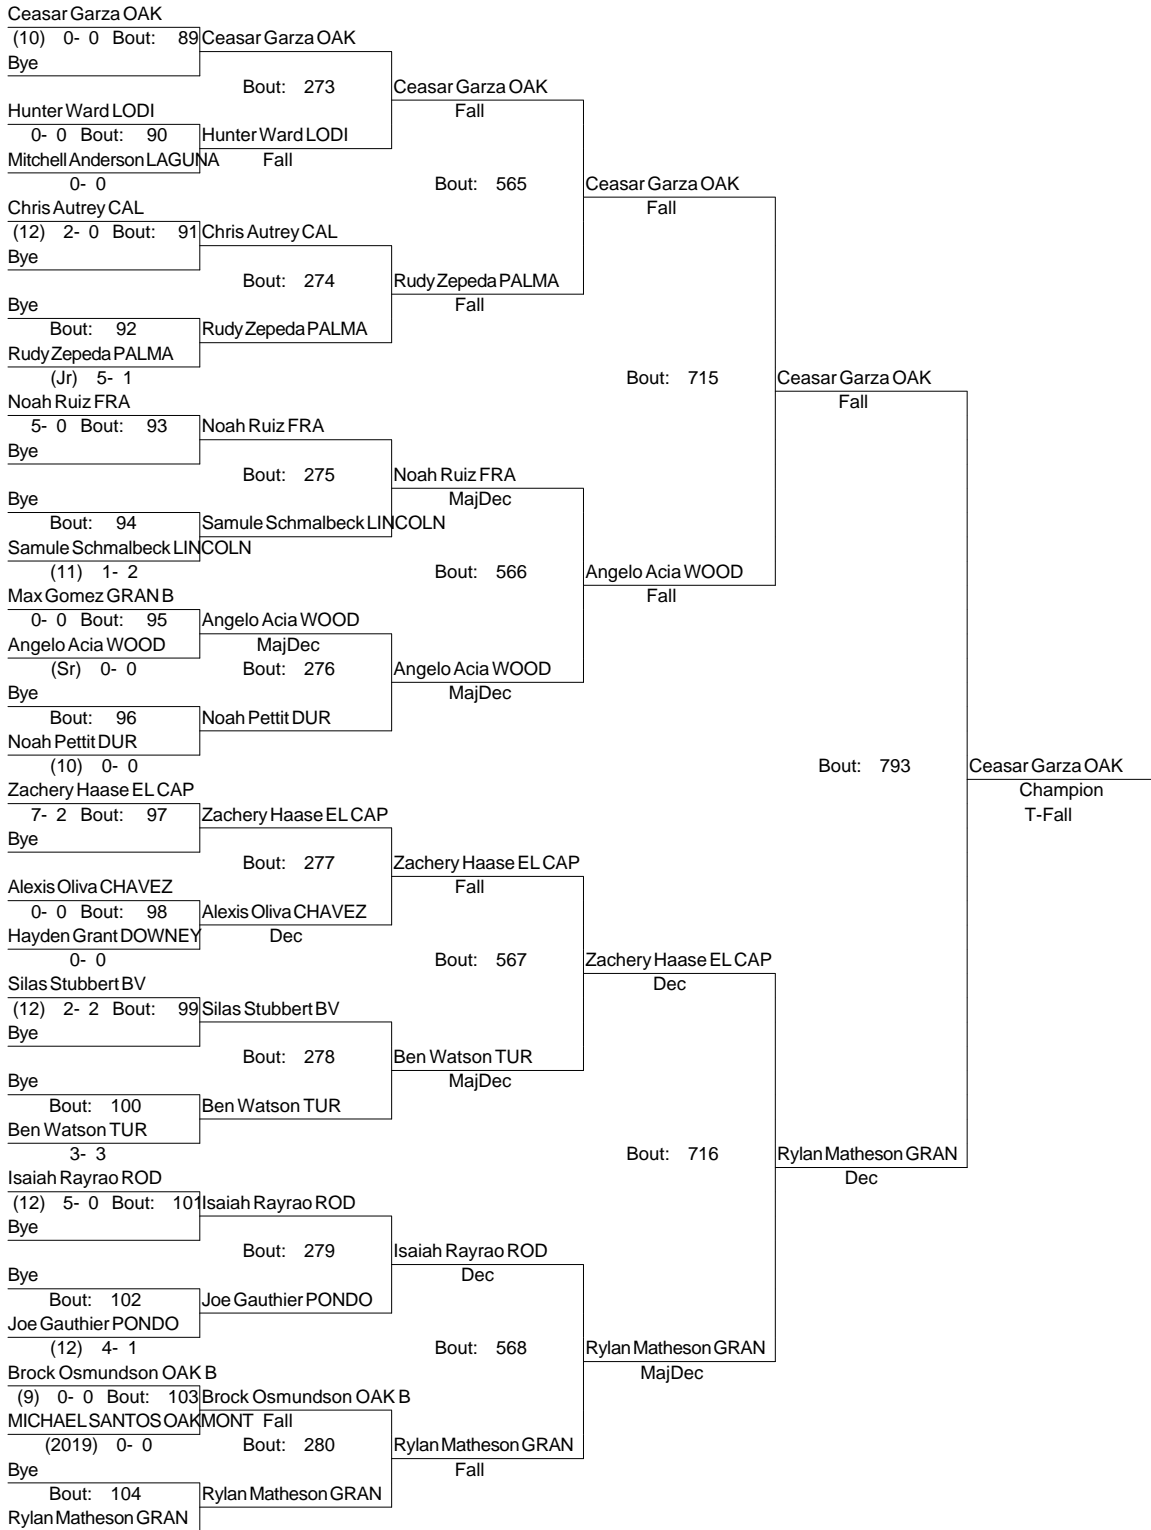 Ceasar Garza OAK
(10) 0- 0 Bout: 89 Ceasar Garza OAK
Bye
Bout: 273 Ceasar Garza OAK
Hunter Ward LODI Fall
0- 0 Bout: 90 Hunter Ward LODI
Mitchell Anderson LAGUNA Fall
0- 0 Bout: 565 Ceasar Garza OAK
Chris Autrey CAL Fall
(12) 2- 0 Bout: 91 Chris Autrey CAL
Bye
Bout: 274 Rudy Zepeda PALMA
Bye Fall
Bout: 92 Rudy Zepeda PALMA
Rudy Zepeda PALMA
(Jr) 5- 1 Bout: 715 Ceasar Garza OAK
Noah Ruiz FRA Fall
5- 0 Bout: 93 Noah Ruiz FRA
Bye
Bout: 275 Noah Ruiz FRA
Bye MajDec
Bout: 94 Samule Schmalbeck LINCOLN
Samule Schmalbeck LINCOLN
(11) 1- 2 Bout: 566 Angelo Acia WOOD
Max Gomez GRAN B Fall
0- 0 Bout: 95 Angelo Acia WOOD
Angelo Acia WOOD MajDec
(Sr) 0- 0 Bout: 276 Angelo Acia WOOD
Bye MajDec
Bout: 96 Noah Pettit DUR
Noah Pettit DUR
(10) 0- 0 Bout: 793 Ceasar Garza OAK
Zachery Haase EL CAP Champion
7- 2 Bout: 97 Zachery Haase EL CAP T-Fall
Bye
Bout: 277 Zachery Haase EL CAP
Alexis Oliva CHAVEZ Fall
0- 0 Bout: 98 Alexis Oliva CHAVEZ
Hayden Grant DOWNEY Dec
0- 0 Bout: 567 Zachery Haase EL CAP
Silas Stubbert BV Dec
(12) 2- 2 Bout: 99 Silas Stubbert BV
Bye
Bout: 278 Ben Watson TUR
Bye MajDec
Bout: 100 Ben Watson TUR
Ben Watson TUR
3- 3 Bout: 716 Rylan Matheson GRAN
Isaiah Rayrao ROD Dec
(12) 5- 0 Bout: 101 Isaiah Rayrao ROD
Bye
Bout: 279 Isaiah Rayrao ROD
Bye Dec
Bout: 102 Joe Gauthier PONDO
Joe Gauthier PONDO
(12) 4- 1 Bout: 568 Rylan Matheson GRAN
Brock Osmundson OAK B MajDec
(9) 0- 0 Bout: 103 Brock Osmundson OAK B
MICHAEL SANTOS OAKMONT Fall
(2019) 0- 0 Bout: 280 Rylan Matheson GRAN
Bye Fall
Bout: 104 Rylan Matheson GRAN
Rylan Matheson GRAN